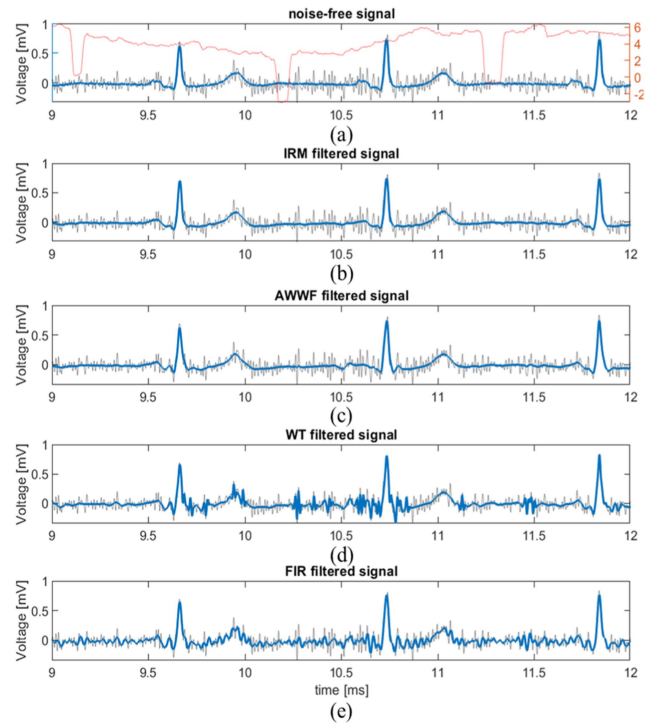 noise-free signal
Voltage [mV]
1
0.5
0
6
4
2
0
-2
9 9.5 10 10.5 11 11.5 12
(a)
IRM filtered signal
Voltage [mV]
1
0.5
0
9 9.5 10 10.5 11 11.5 12
(b)
AWWF filtered signal
Voltage [mV]
1
0.5
0
9 9.5 10 10.5 11 11.5 12
(c)
WT filtered signal
Voltage [mV]
1
0.5
0
9 9.5 10 10.5 11 11.5 12
(d)
FIR filtered signal
Voltage [mV]
1
0.5
0
9 9.5 10 10.5 11 11.5 12
time [ms]
(e)